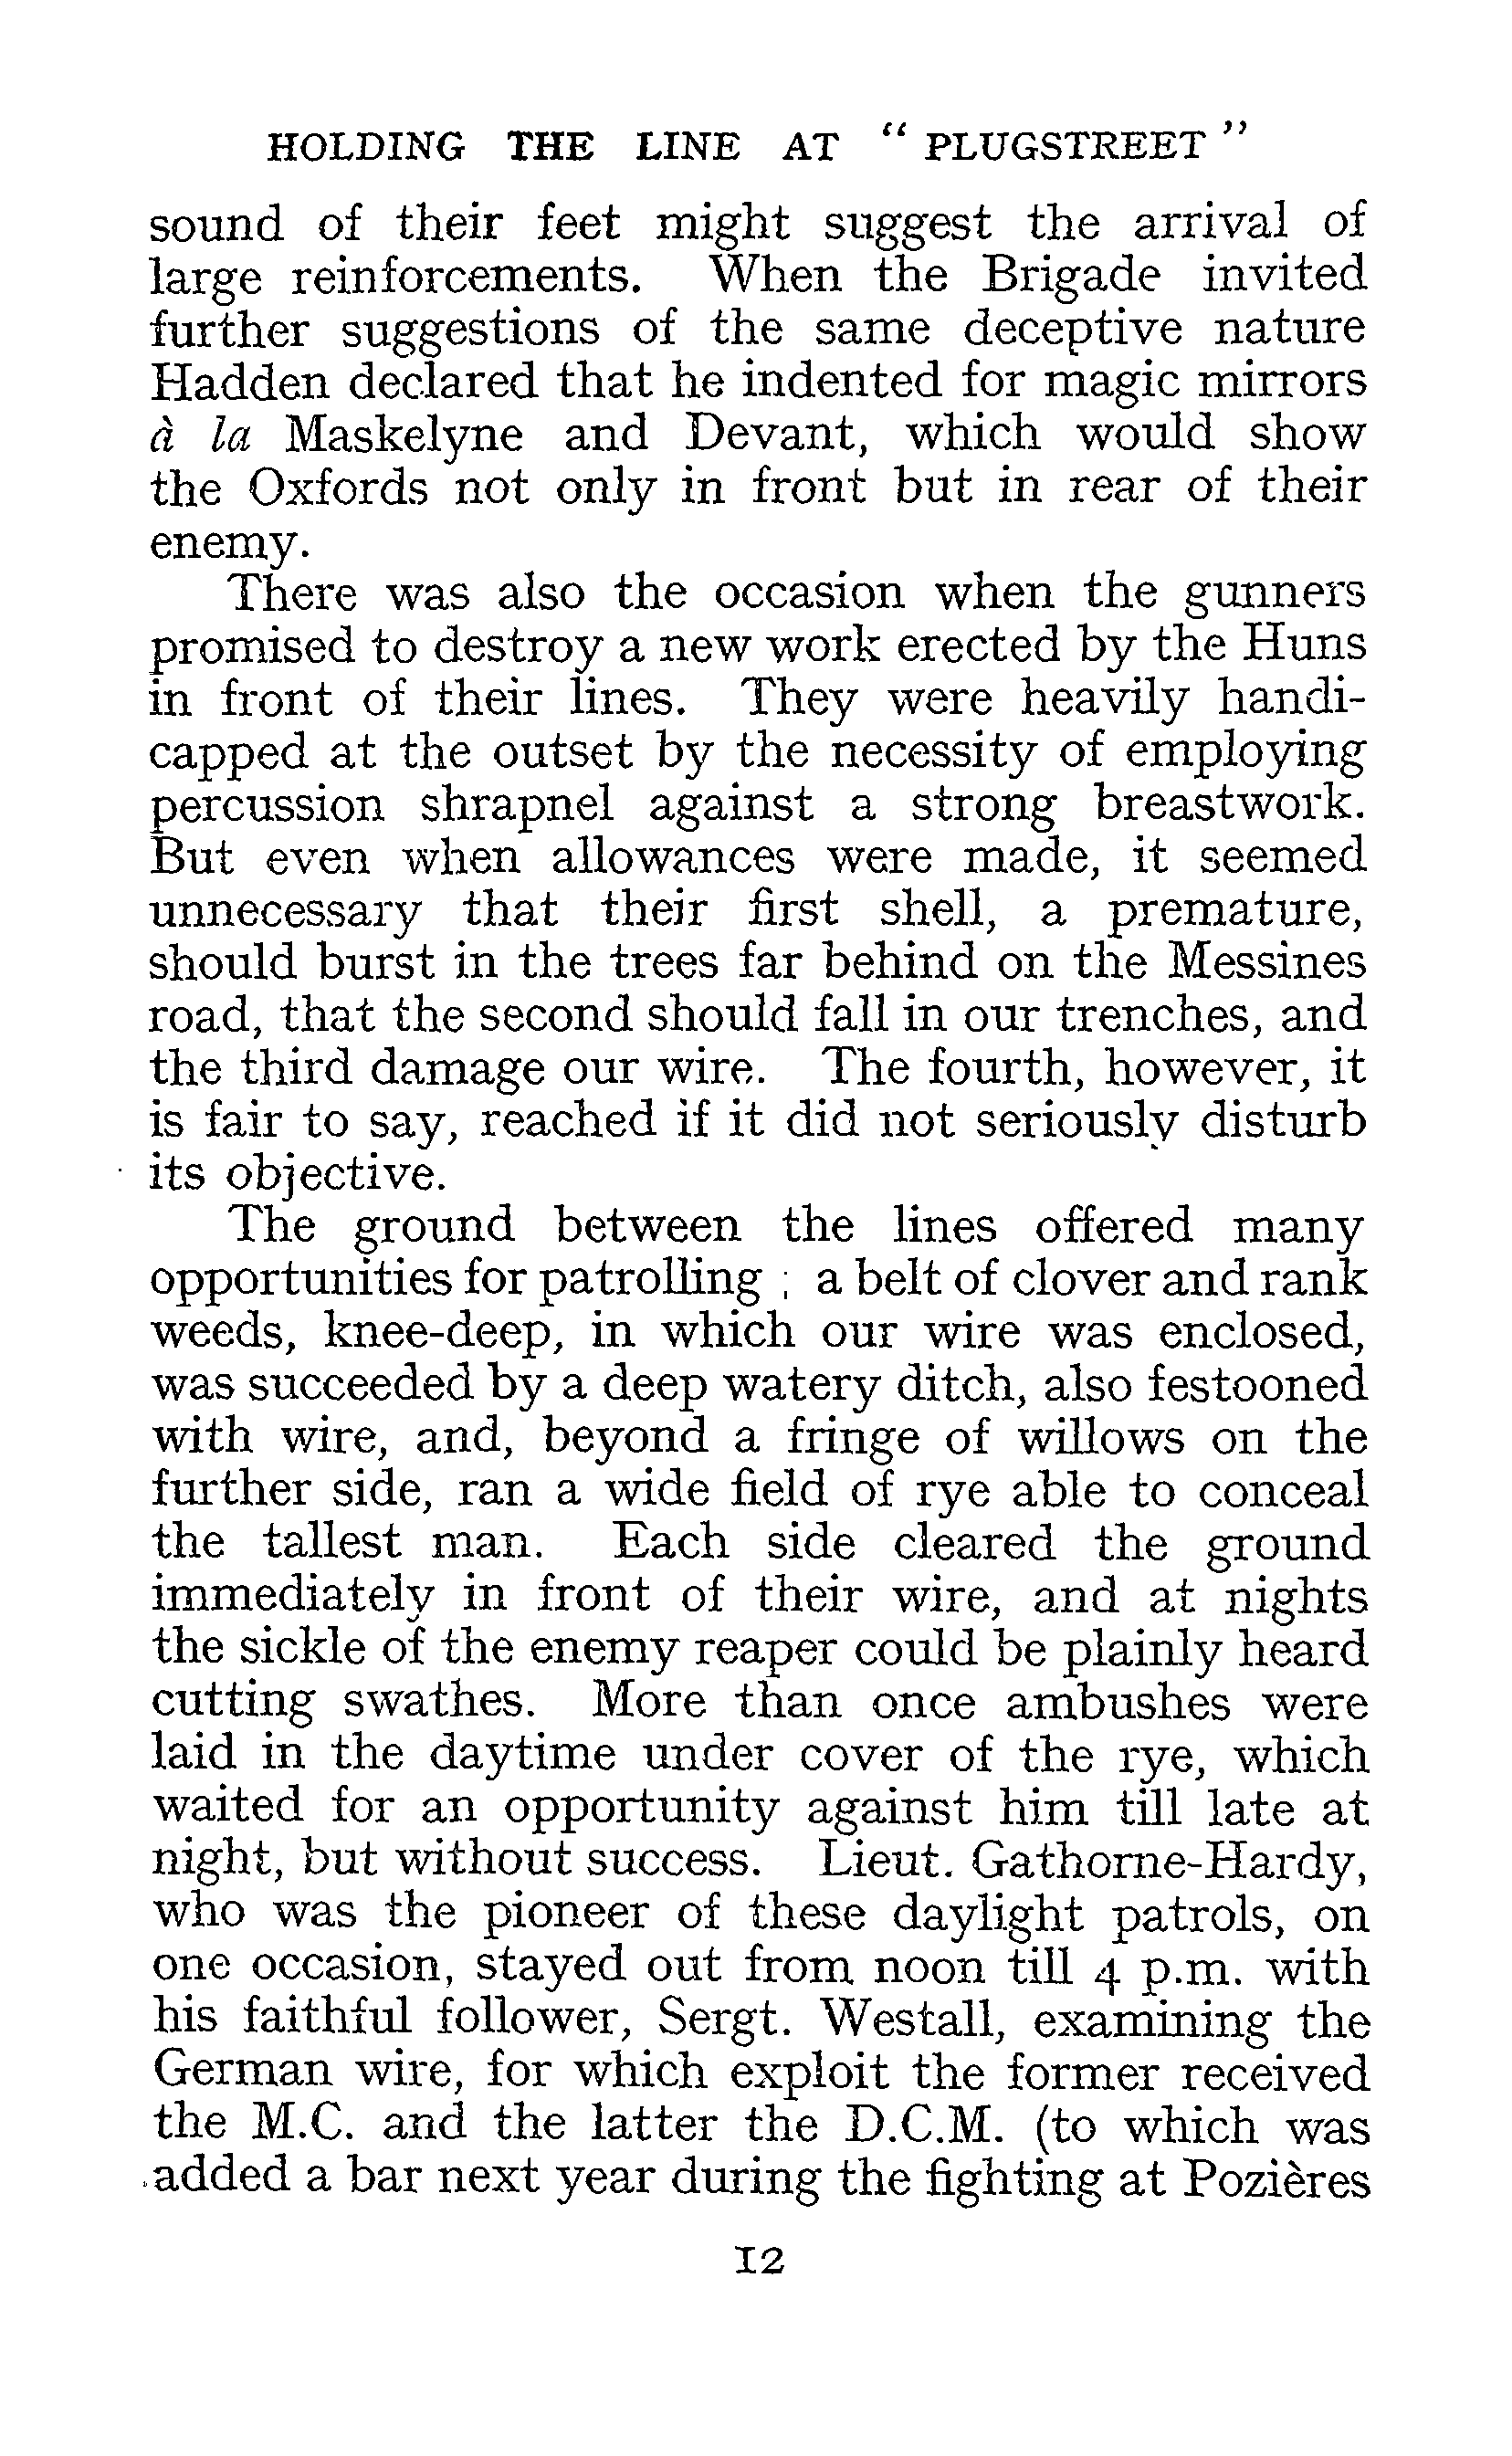 HOLDING THE LINE AT " PLUGSTREET "
sound of their feet might suggest the arrival of
large reinforcements. When the Brigade invited
further suggestions of the same deceptive nature
Hadden declared that he indented for magic mirrors
à la Maskelyne and Devant, which would show
the Oxfords not only in front but in rear of their
enemy.
There was also the occasion when the gunners
promised to destroy a new work erected by the Huns
in front of their lines. They were heavily handi-
capped at the outset by the necessity of employing
percussion shrapnel against a strong breastwork.
But even when allowances were made, it seemed
unnecessary that their first shell, a premature,
should burst in the trees far behind on the Messines
road, that the second should fall in our trenches, and
the third damage our wire. The fourth, however, it
is fair to say, reached if it did not seriously disturb
its objective.
The ground between the lines offered many
opportunities for patrolling ; a belt of clover and rank
weeds, knee-deep, in which our wire was enclosed,
was succeeded by a deep watery ditch, also festooned
with wire, and, beyond a fringe of willows on the
further side, ran a wide field of rye able to conceal
the tallest man. Each side cleared the ground
immediately in front of their wire, and at nights
the sickle of the enemy reaper could be plainly heard
cutting swathes. More than once ambushes were
laid in the daytime under cover of the rye, which
waited for an opportunity against him till late at
night, but without success. Lieut. Gathorne-Hardy,
who was the pioneer of these daylight patrols, on
one occasion, stayed out from noon till 4 p.m. with
his faithful follower, Sergt. Westall, examining the
German wire, for which exploit the former received
the M.C. and the latter the D.C.M. (to which was
added a bar next year during the fighting at Pozières
12